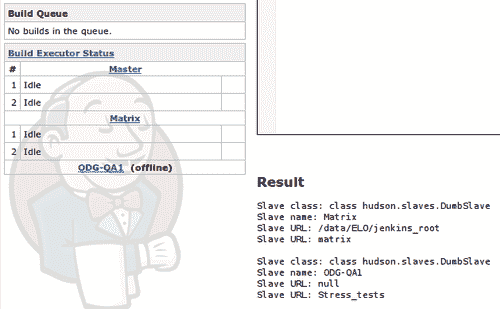 Build Queue
No builds in the queue.
Build Executor Status
# Master
1 Idle
2 Idle
Matrix
1 Idle
2 Idle
ODG-QA1 (offline)
Result
Slave class: class hudson.slaves.DumbSlave
Slave name: Matrix
Slave URL: /data/ELO/jenkins_root
Slave URL: matrix
Slave class: class hudson.slaves.DumbSlave
Slave name: ODG-QA1
Slave URL: null
Slave URL: Stress_tests